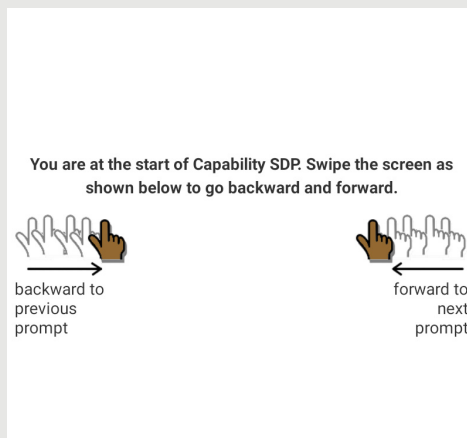 You are at the start of Capability SDP. Swipe the screen as
shown below to go backward and forward.
backward to
previous
prompt
forward to
next
prompt